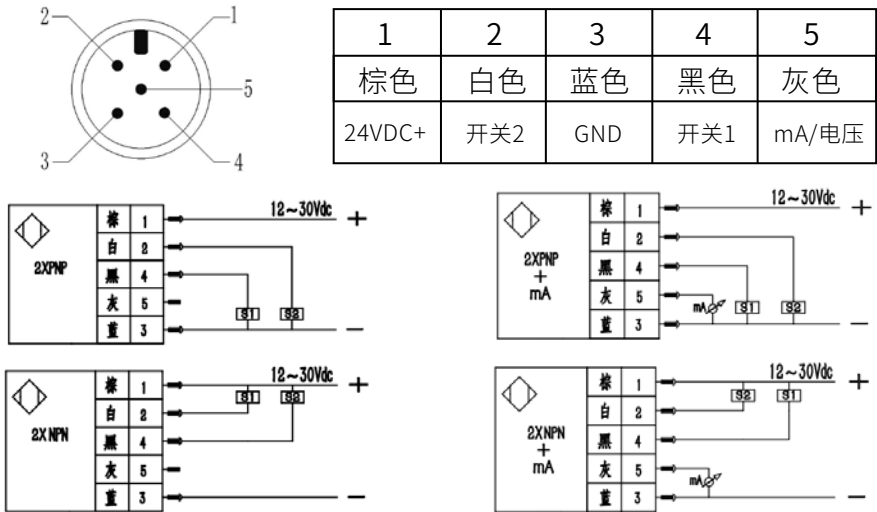 2
1
5
3
4
1 2 3 4 5
棕色 白色 蓝色 黑色 灰色
24VDC+ 开关2 GND 开关1 mA/电压
棕 1 12~30Vdc +
白 2
2XPNP
黑 4
灰 5 S1 S2
蓝 3 —
棕 1 12~30Vdc +
白 2
2XPNP
+
mA
黑 4
灰 5 mA S1 S2
蓝 3 —
棕 1 12~30Vdc +
S1 S2
白 2
2XNPN
黑 4
灰 5
蓝 3 —
棕 1 12~30Vdc +
S2 S1
白 2
2XNPN
+
mA
黑 4
灰 5 mA
蓝 3 —